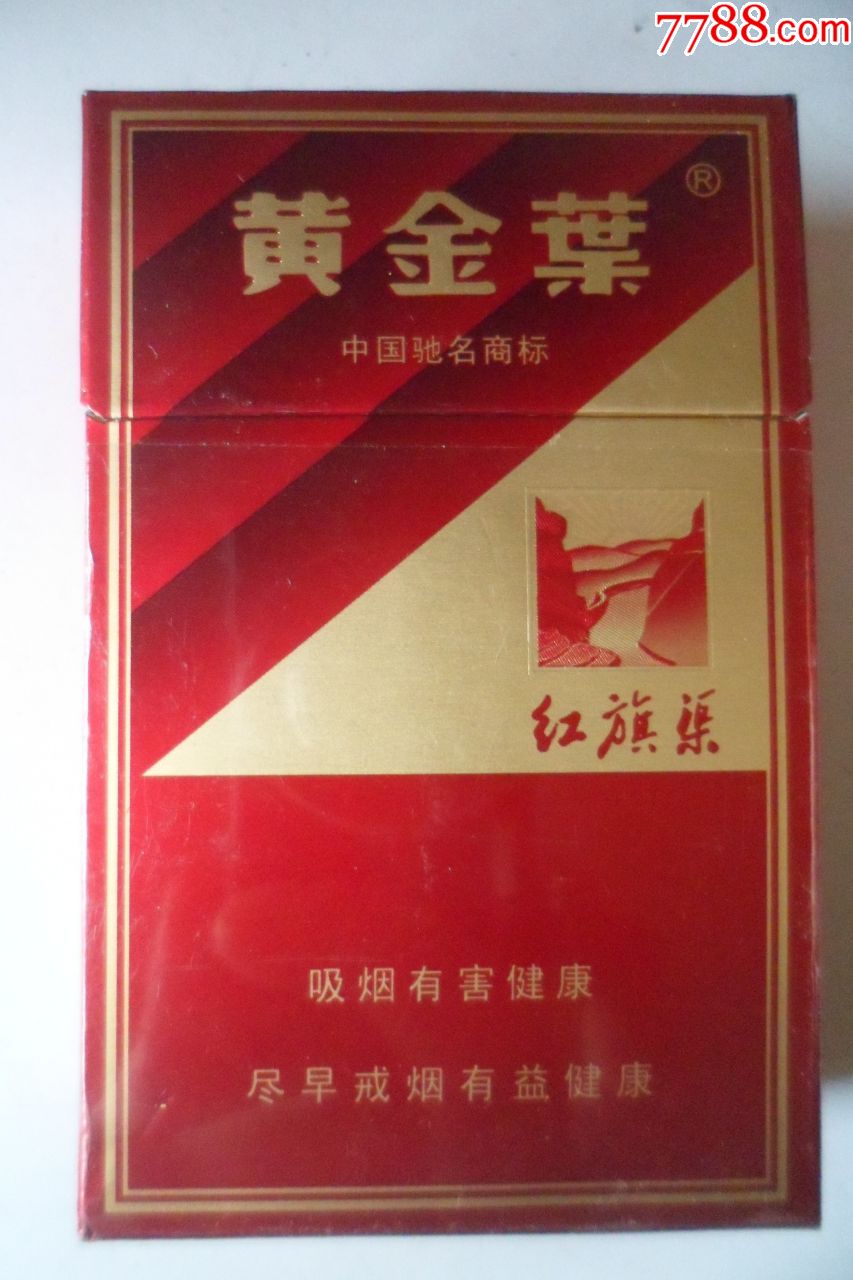 7788.com
黄金葉®
中国驰名商标
红旗渠
吸烟有害健康
尽早戒烟有益健康